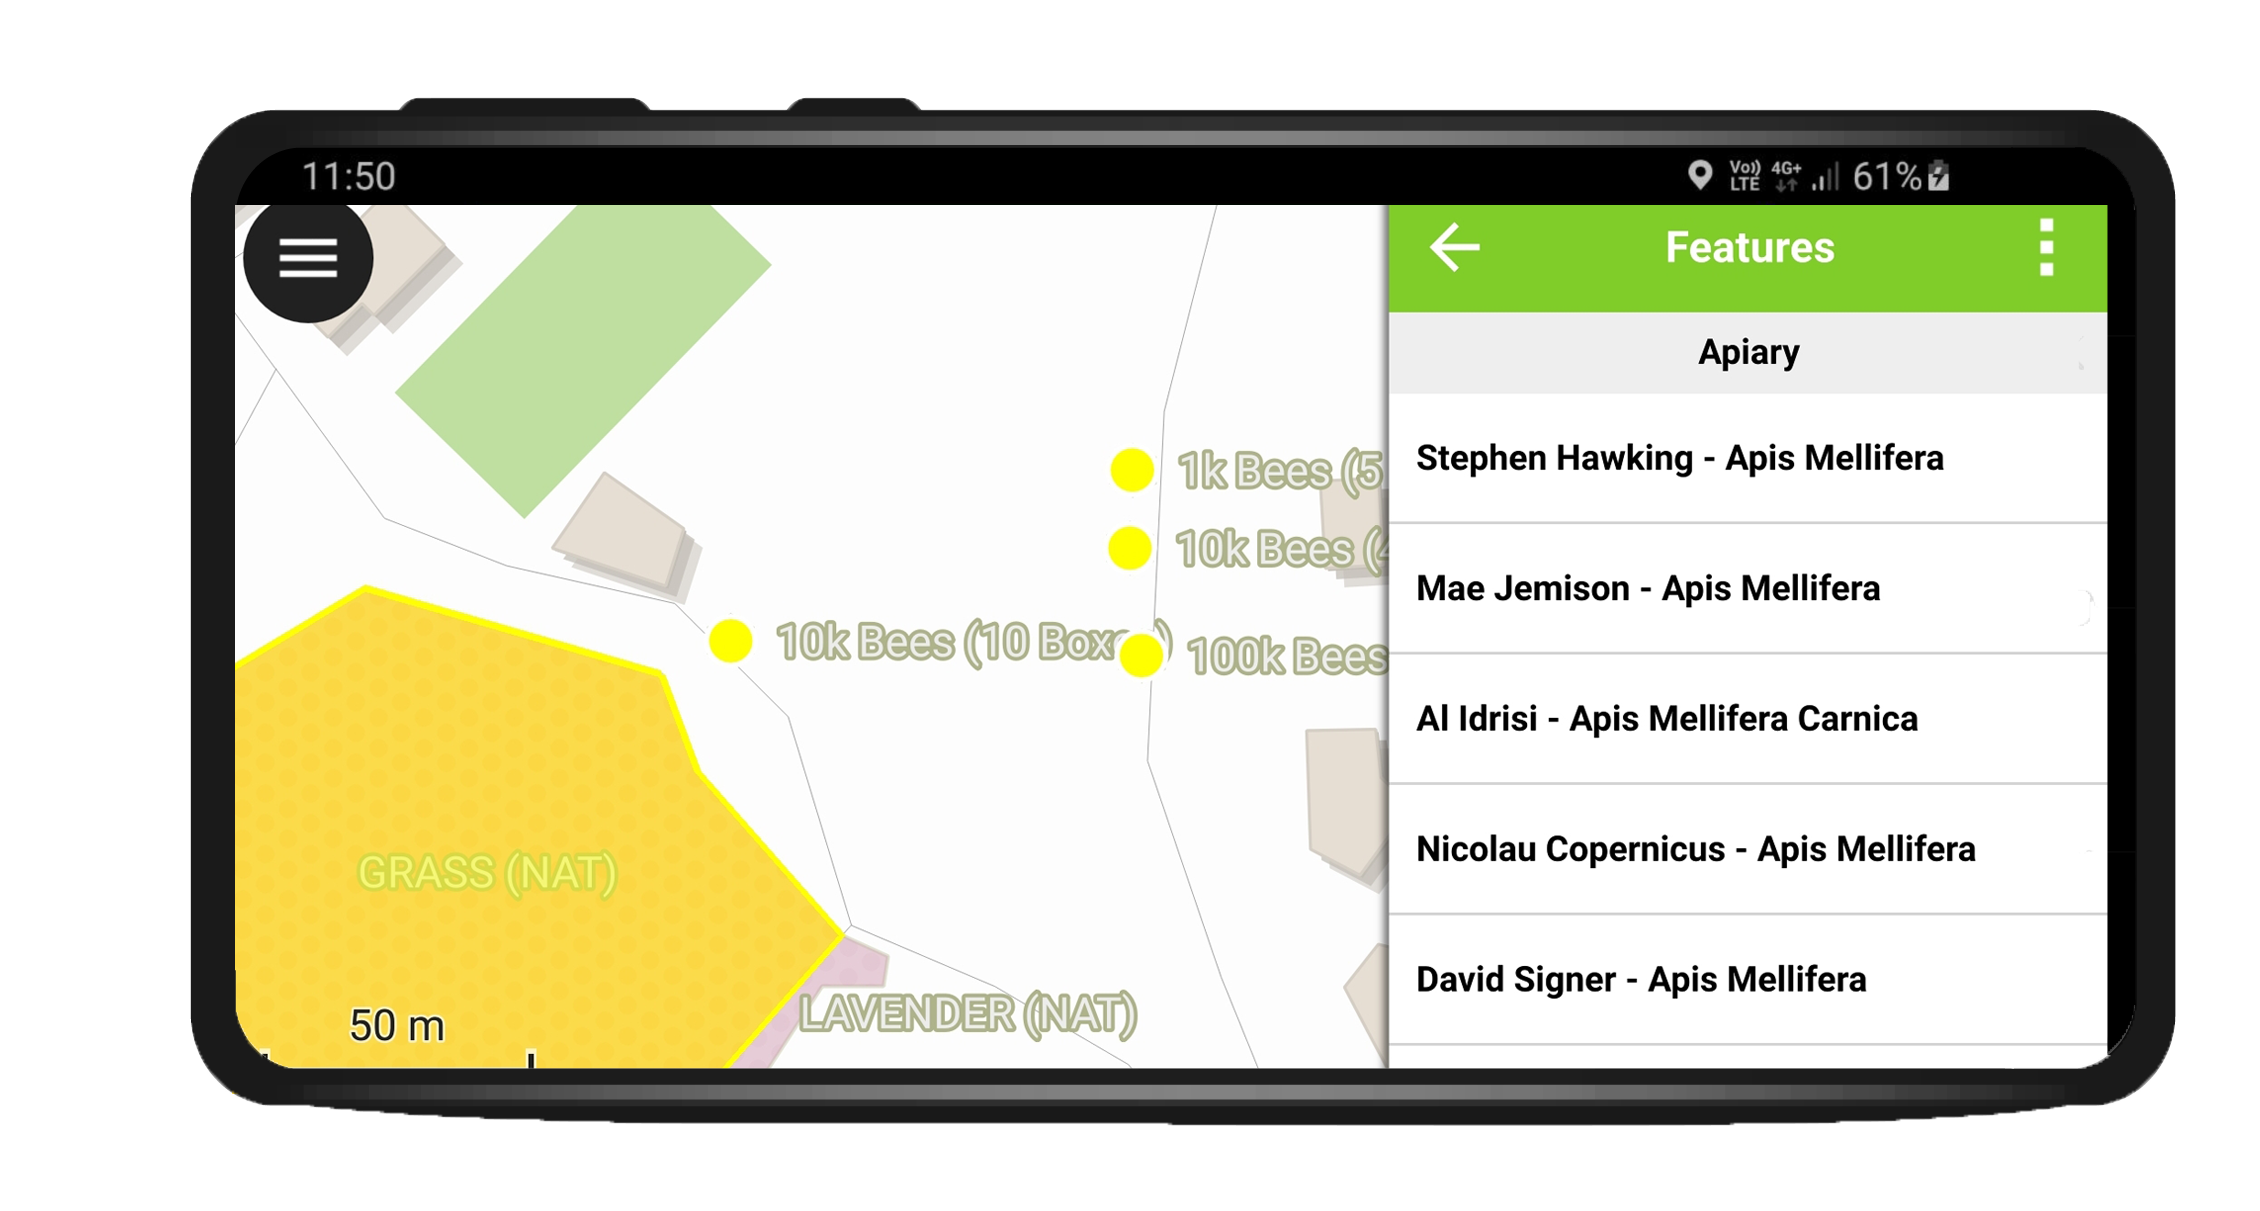 11:50
Vo)) LTE 4G+ 61%
Features
Apiary
Stephen Hawking - Apis Mellifera
Mae Jemison - Apis Mellifera
Al Idrisi - Apis Mellifera Carnica
Nicolau Copernicus - Apis Mellifera
David Signer - Apis Mellifera
1k Bees (5
10k Bees (4
10k Bees (10 Box
100k Bees
GRASS (NAT)
LAVENDER (NAT)
50 m